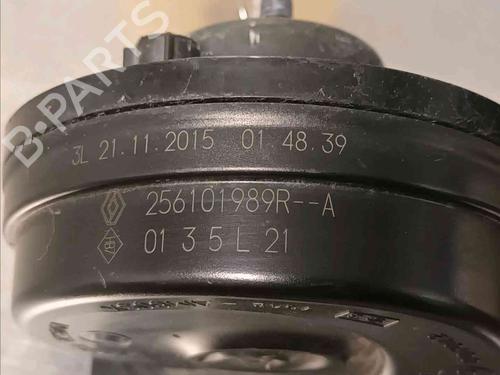 B-PARTS
3L 21.11.2015 01 48.39
256101989R--A
01 3 5 L 21